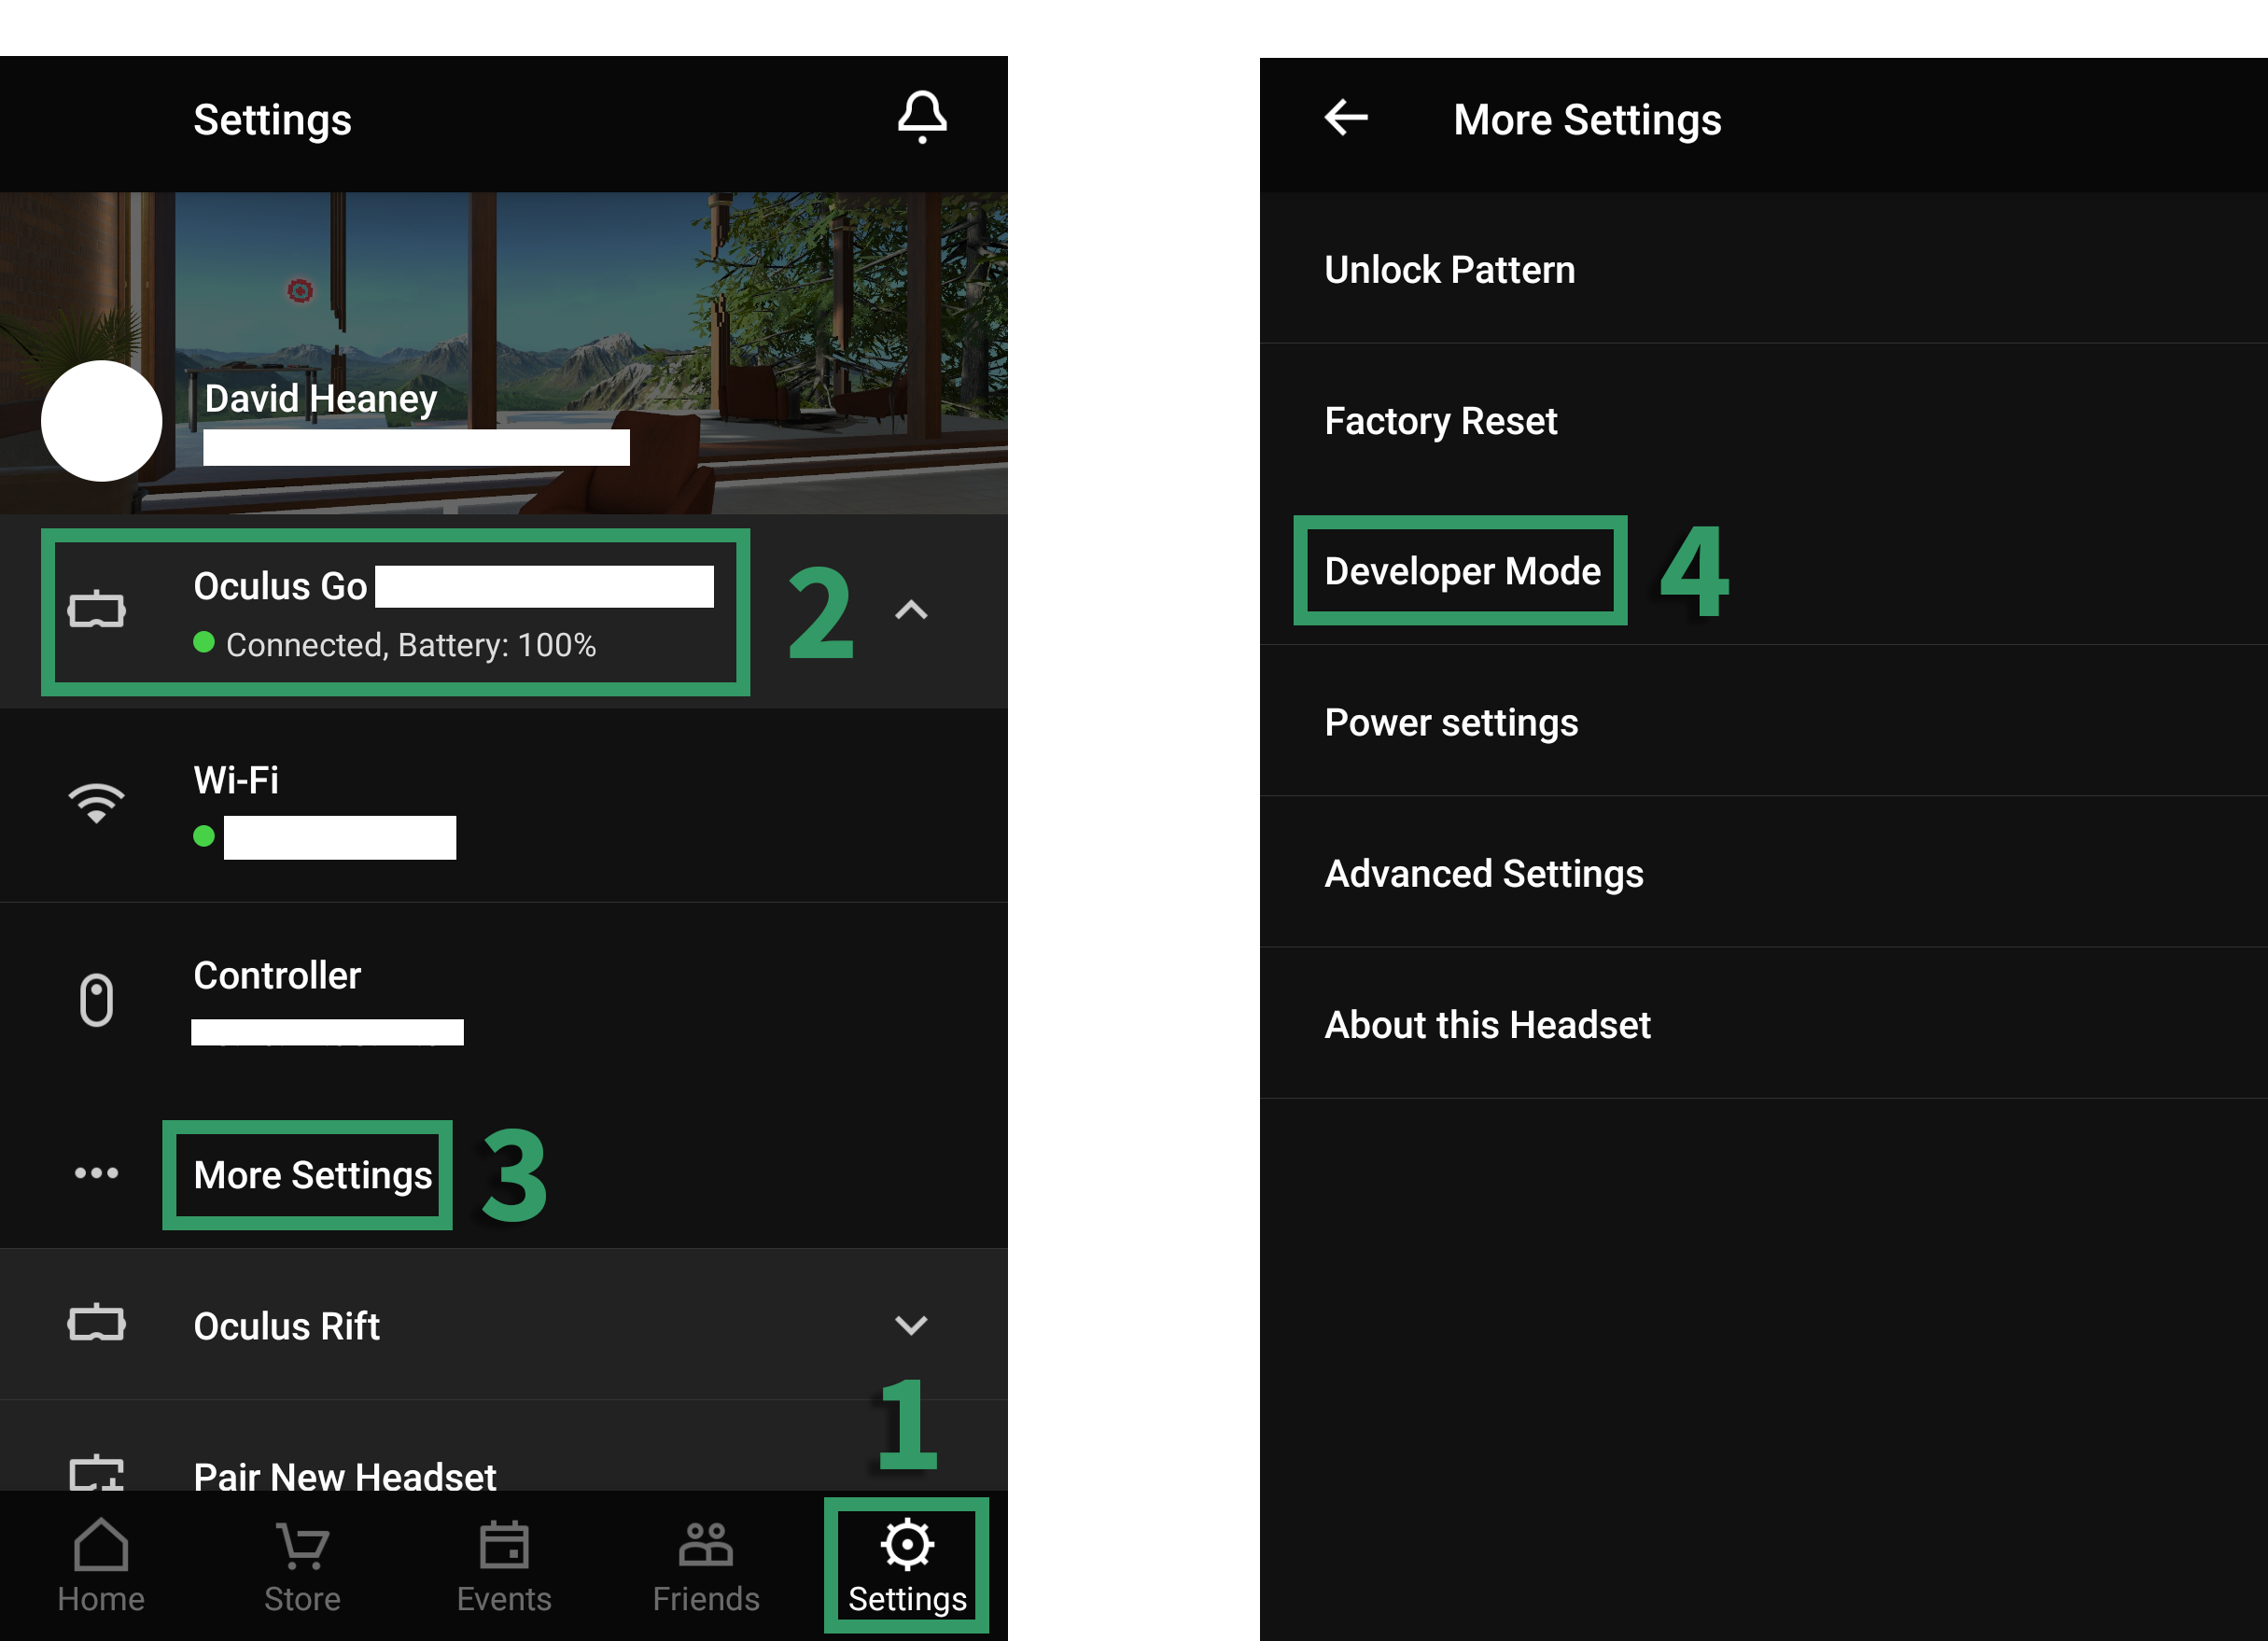 Settings
David Heaney
Oculus Go
Connected, Battery: 100%
2
Wi-Fi
Controller
More Settings
3
Oculus Rift
1
Pair New Headset
Home
Store
Events
Friends
Settings
More Settings
Unlock Pattern
Factory Reset
Developer Mode
4
Power settings
Advanced Settings
About this Headset